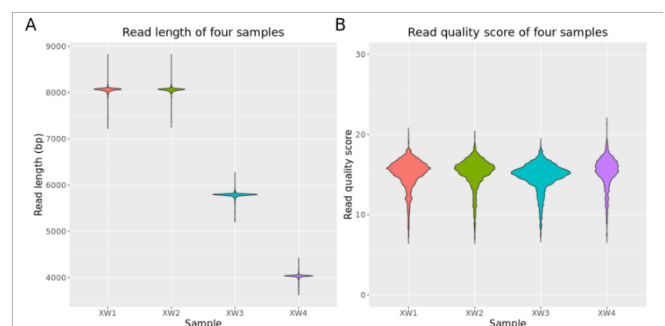 A
Read length of four samples
9000
8000
7000
6000
5000
4000
Read length (bp)
XW1 XW2 XW3 XW4
Sample
B
Read quality score of four samples
30
20
10
0
Read quality score
XW1 XW2 XW3 XW4
Sample